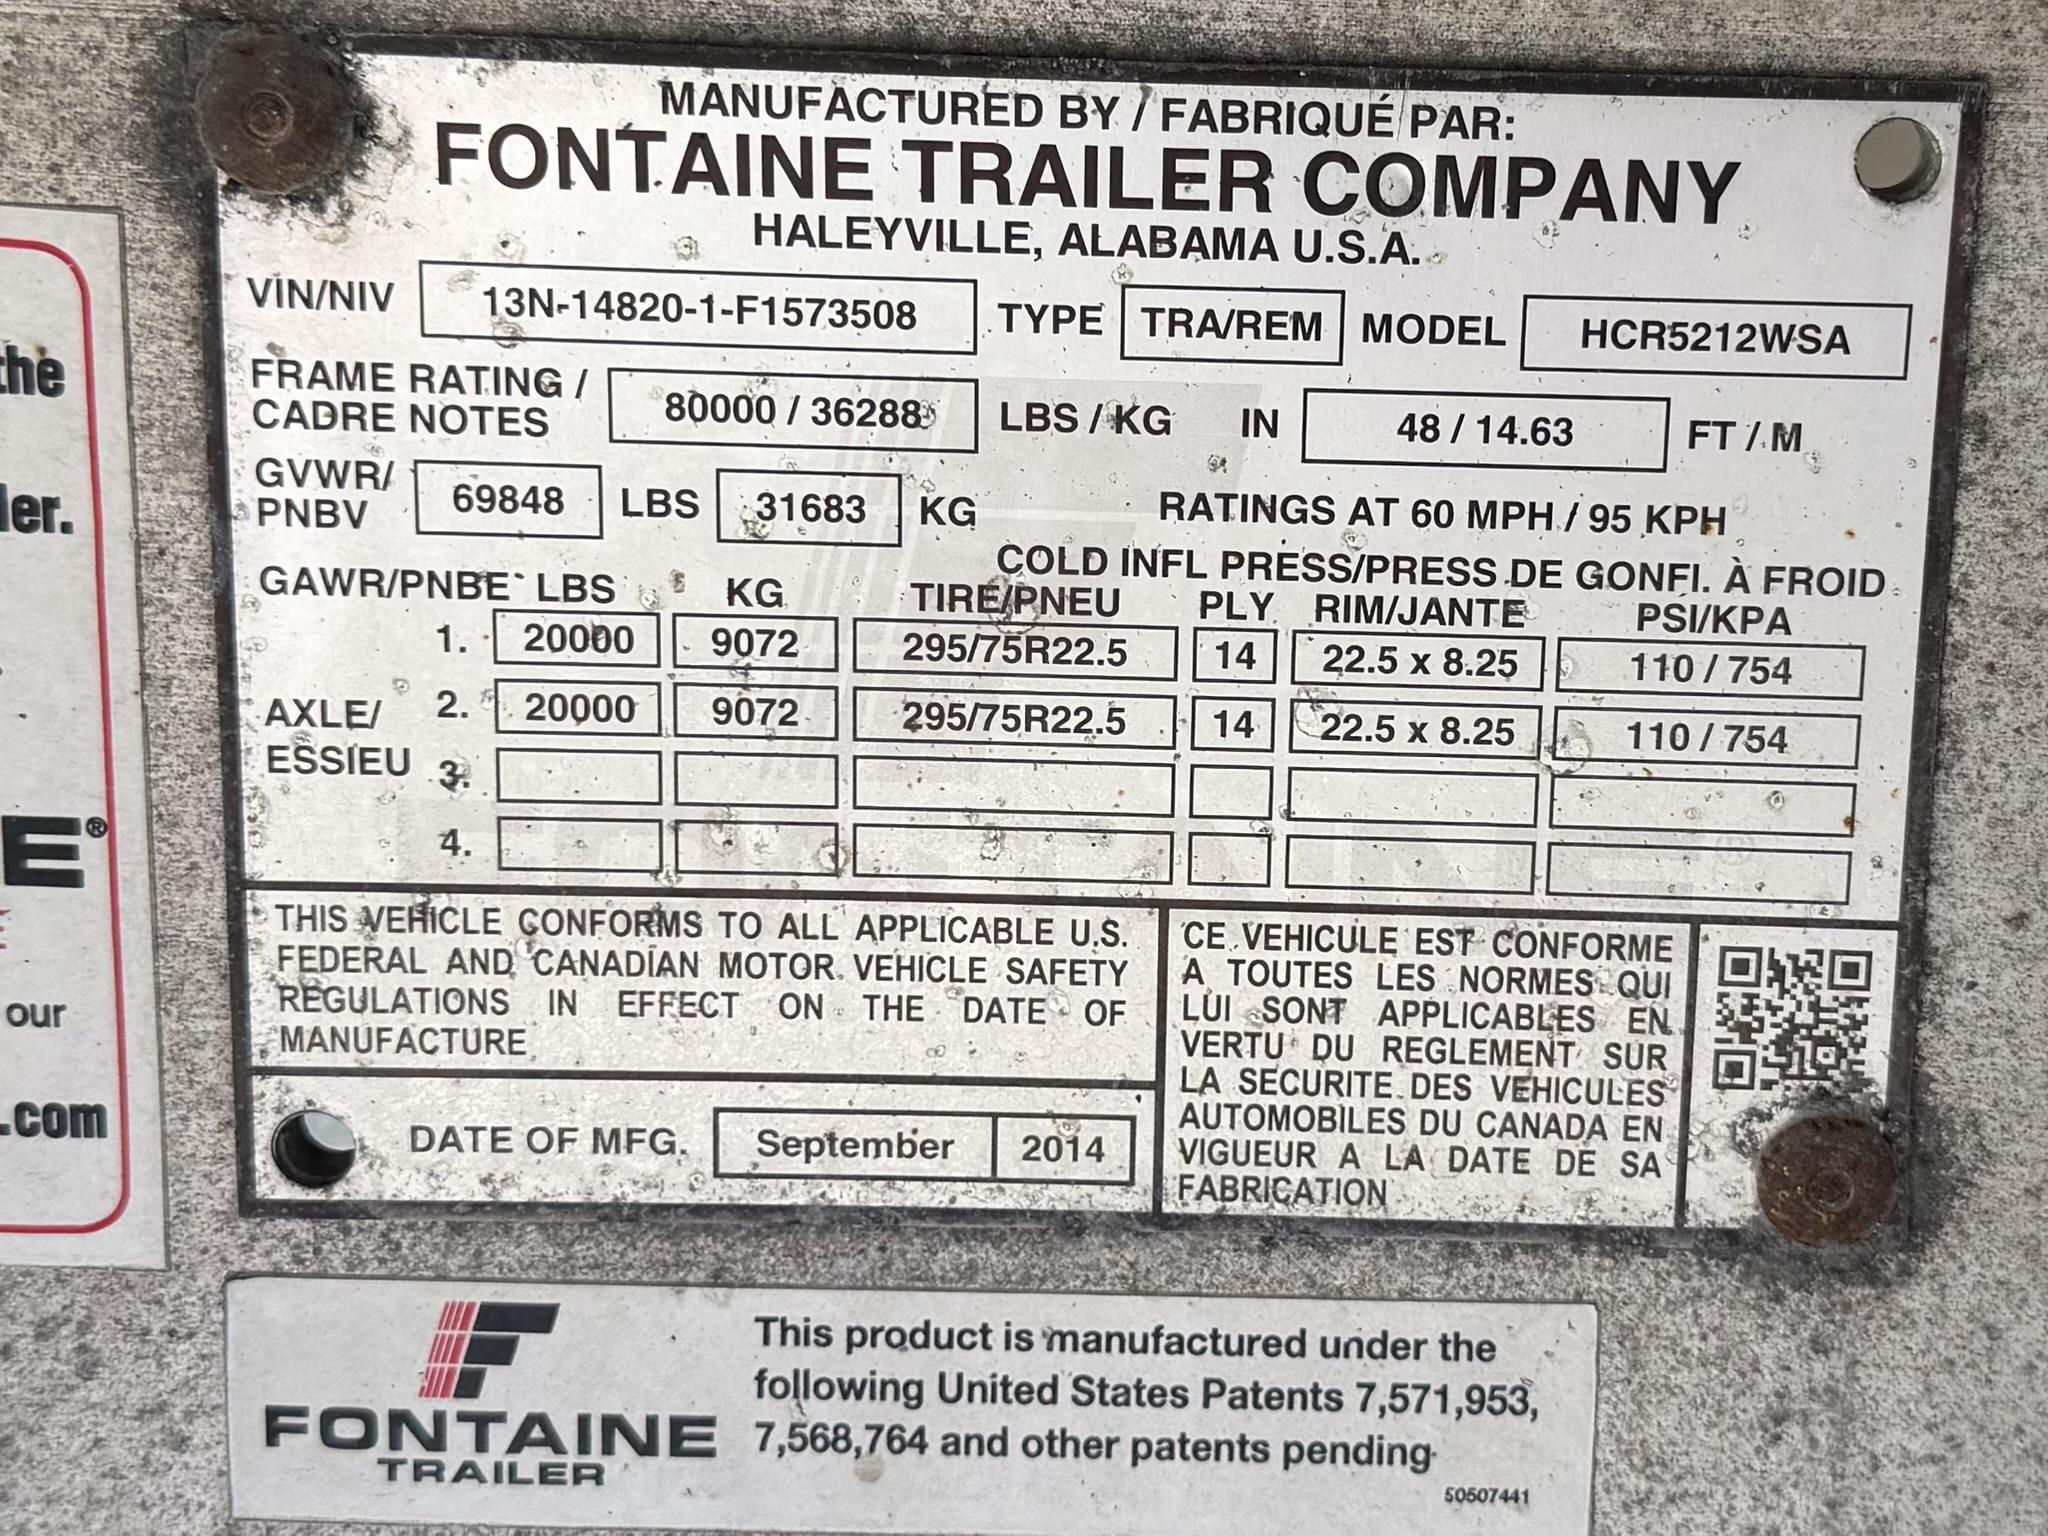 MANUFACTURED BY / FABRIQUÉ PAR:
FONTAINE TRAILER COMPANY
HALEYVILLE, ALABAMA U.S.A.
VIN/NIV 13N-14820-1-F1573508 TYPE TRA/REM MODEL HCR5212WSA
FRAME RATING / CADRE NOTES 80000 / 36288 LBS / KG IN 48 / 14.63 FT / M
GVWR/ PNBV 69848 LBS 31683 KG RATINGS AT 60 MPH / 95 KPH
COLD INFL PRESS/PRESS DE GONFl. À FROID
GAWR/PNBE LBS KG TIRE/PNEU PLY RIM/JANTE PSI/KPA
AXLE/ ESSIEU
1. 20000 9072 295/75R22.5 14 22.5 x 8.25 110 / 754
2. 20000 9072 295/75R22.5 14 22.5 x 8.25 110 / 754
3.
4.
THIS VEHICLE CONFORMS TO ALL APPLICABLE U.S.
FEDERAL AND CANADIAN MOTOR VEHICLE SAFETY
REGULATIONS IN EFFECT ON THE DATE OF
MANUFACTURE
DATE OF MFG. September 2014
CE VEHICULE EST CONFORME
A TOUTES LES NORMES QUI
LUI SONT APPLICABLES EN
VERTU DU REGLEMENT SUR
LA SECURITE DES VEHICULES
AUTOMOBILES DU CANADA EN
VIGUEUR A LA DATE DE SA
FABRICATION
FONTAINE
TRAILER
This product is manufactured under the
following United States Patents 7,571,953,
7,568,764 and other patents pending
50507441
the
ler.
E®
E
our
.com